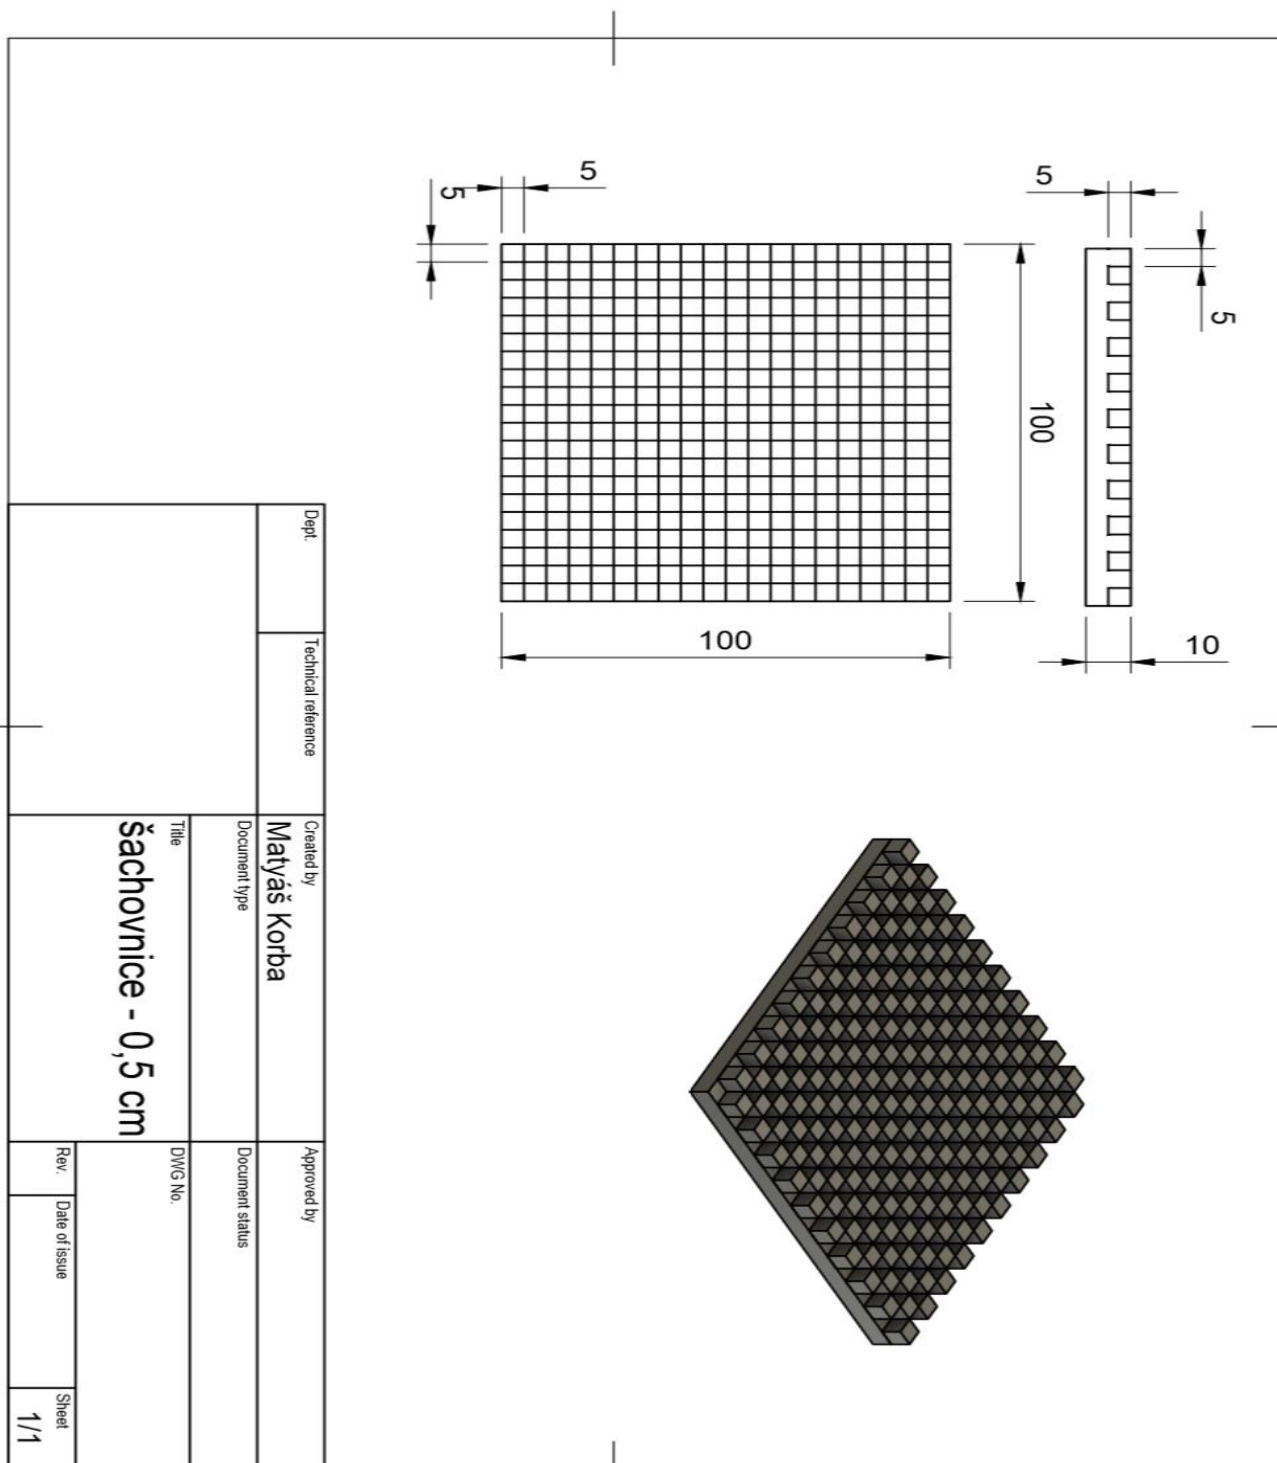 5
5
5
5
100
100
10
Dept.
Technical reference
Created by
Matyáš Korba
Approved by
Document type
Document status
Title
šachovnice - 0,5 cm
DWG No.
Rev.
Date of issue
Sheet
1/1